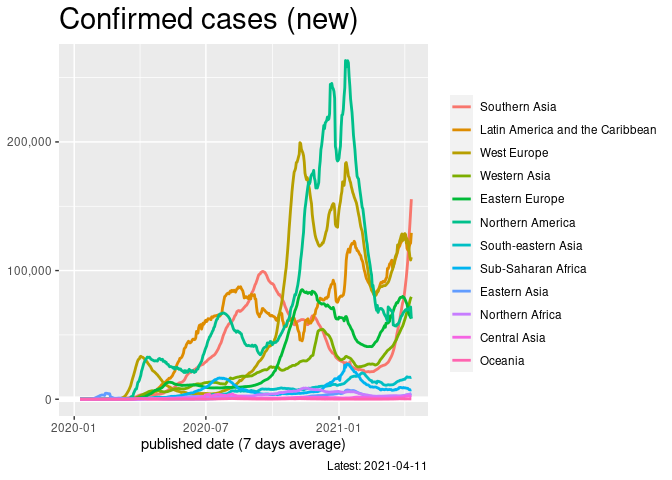 Confirmed cases (new)
200,000
100,000
0
2020-01
2020-07
2021-01
published date (7 days average)
Latest: 2021-04-11
Southern Asia
Latin America and the Caribbean
West Europe
Western Asia
Eastern Europe
Northern America
South-eastern Asia
Sub-Saharan Africa
Eastern Asia
Northern Africa
Central Asia
Oceania